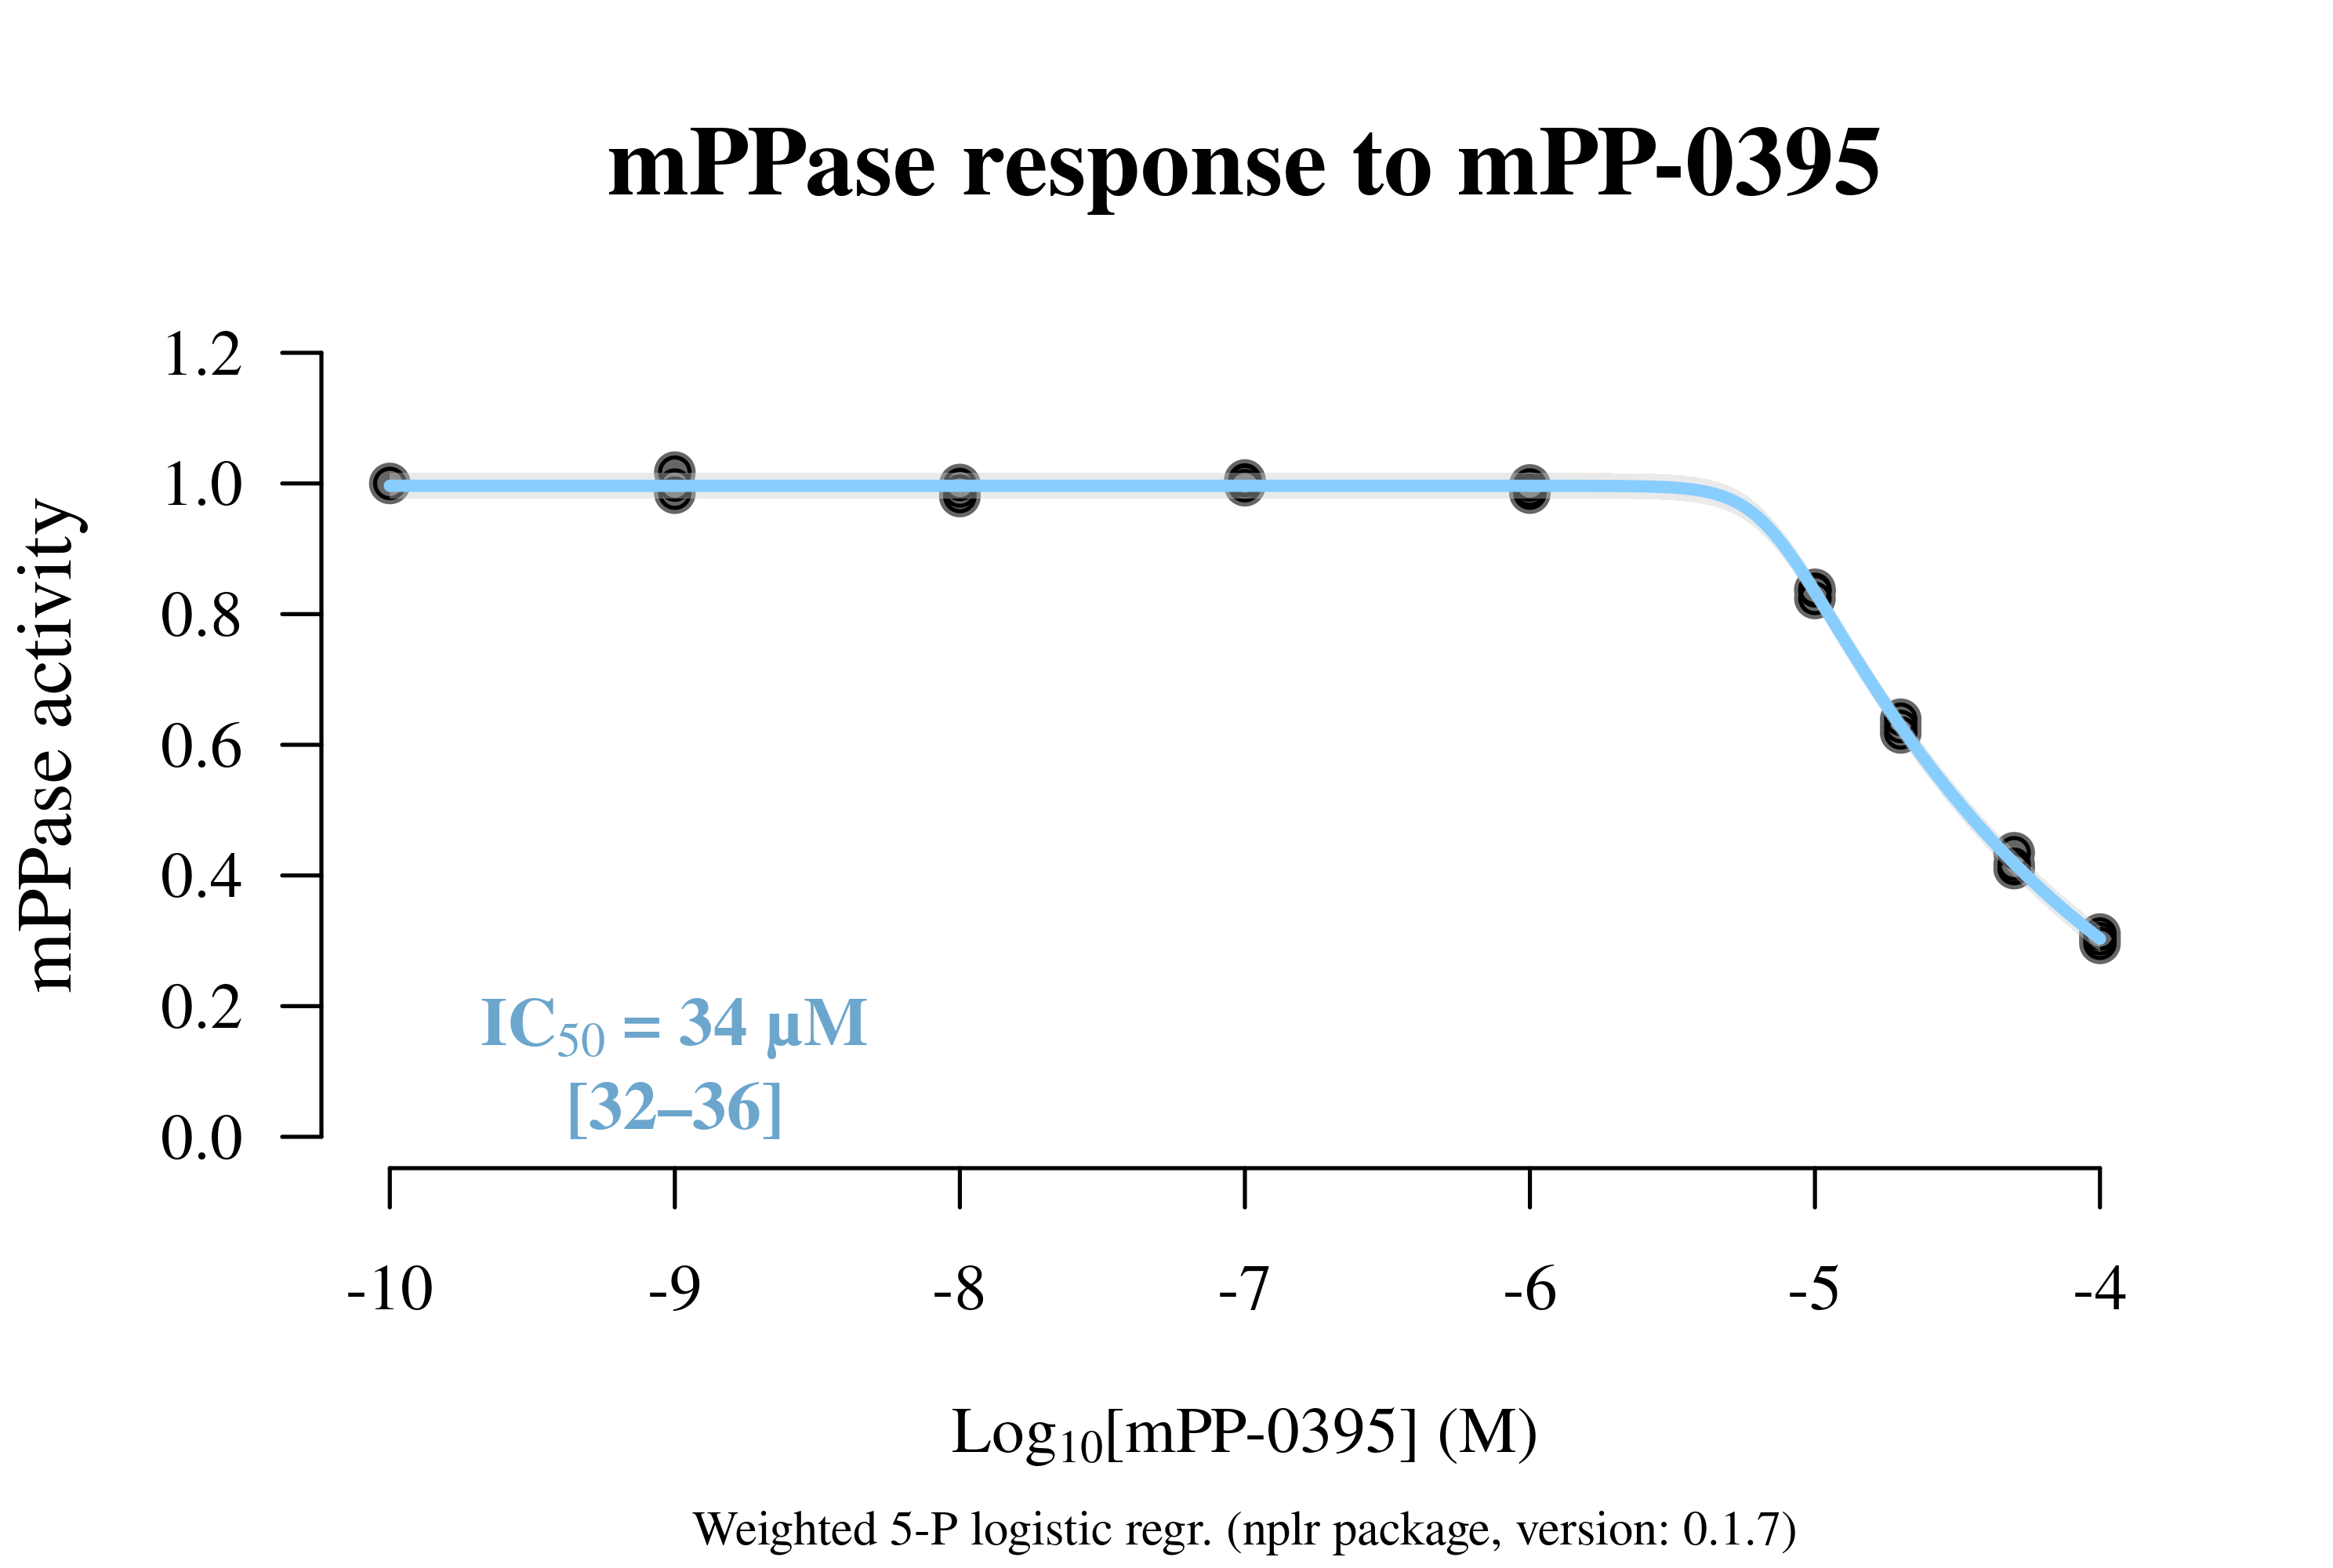 mPPase response to mPP-0395
mPPase activity
1.2
1.0
0.8
0.6
0.4
0.2
0.0
IC50 = 34 µM
[32–36]
-10 -9 -8 -7 -6 -5 -4
Log10[mPP-0395] (M)
Weighted 5-P logistic regr. (nplr package, version: 0.1.7)